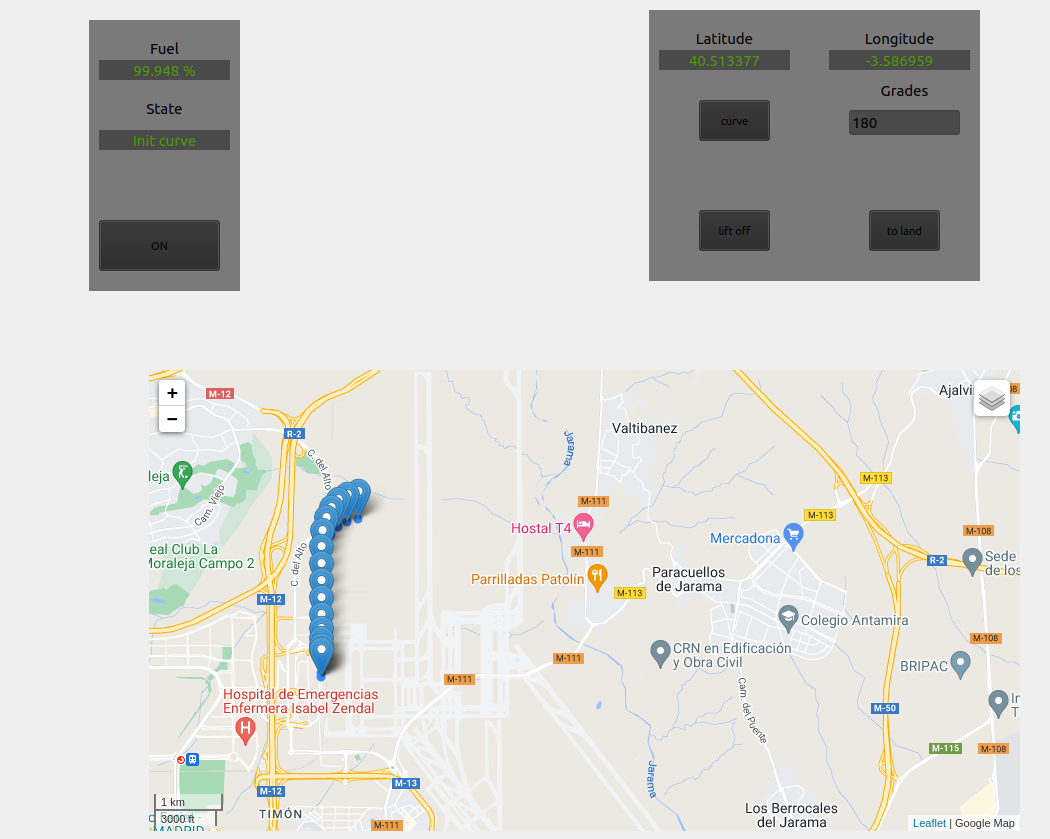 Fuel
99.948 %
State
Init curve
ON
Latitude
40.513377
Longitude
-3.586959
Grades
curve
180
lift off
to land
+
−
M-12
R-2
C. del Alto
leja
Cam. Viejo
eal Club La
Moraleja Campo 2
C. del Alto
M-12
Jarama
Valtibanez
Ajalvi
M-113
M-113
M-111
Hostal T4
M-111
Mercadona
M-108
R-2
Sede
de los
Parrilladas Patolín
Paracuellos
de Jarama
M-113
Colegio Antamira
M-108
CRN en Edificación
y Obra Civil
M-111
BRIPAC
M-111
Hospital de Emergencias
Enfermera Isabel Zendal
Cam. del Puente
M-50
M-115
M-108
M-13
M-12
Jarama
1 km
3000 ft
MADRID
TIMÓN
M-111
Los Berrocales
del Jarama
Leaflet | Google Map